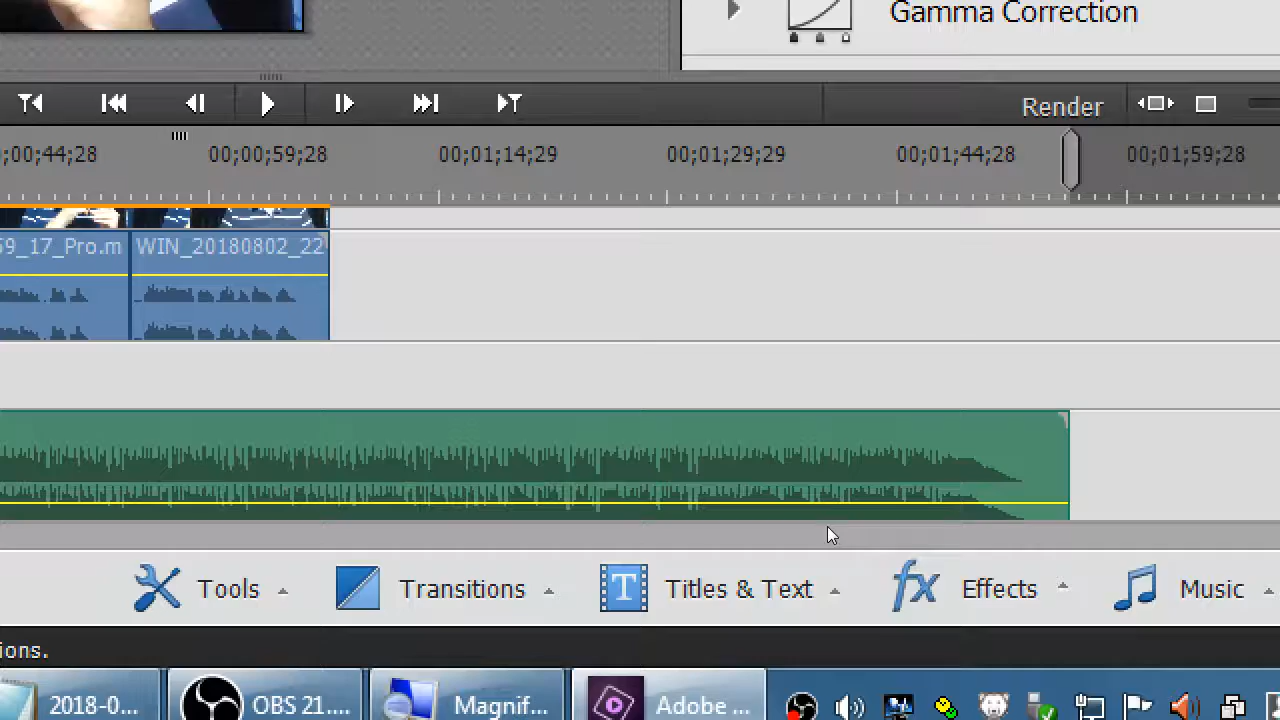 Gamma Correction
Render
;00;44;28 00;00;59;28 00;01;14;29 00;01;29;29 00;01;44;28 00;01;59;28
59_17_Pro.m WIN_20180802_22
Tools Transitions T Titles & Text fx Effects Music
ions.
2018-0... OBS 21.... Magnif... Adobe ...